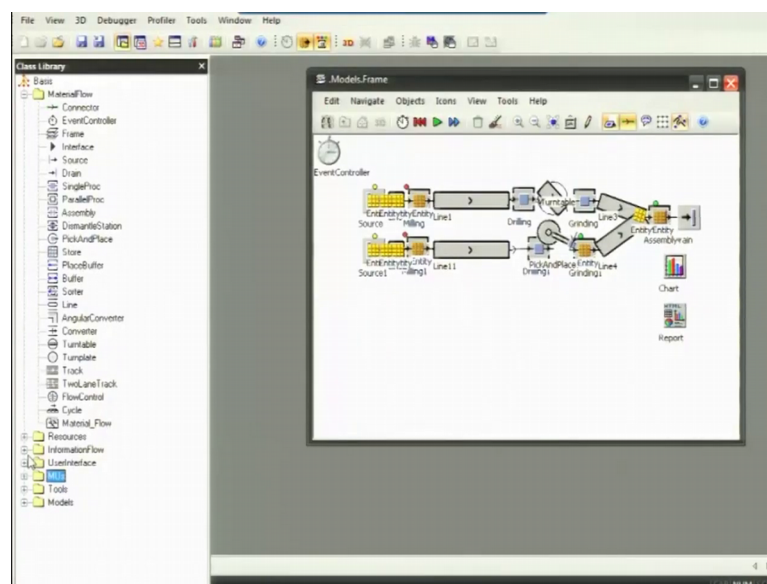 File View 3D Debugger Profiler Tools Window Help
Class Library
Basis
MaterialFlow
Connector
EventController
Frame
Interface
Source
Drain
SingleProc
ParallelProc
Assembly
DismantleStation
PickAndPlace
Store
PlaceBuffer
Buffer
Sorter
Line
AngularConverter
Converter
Turntable
Turnplate
Track
TwoLaneTrack
FlowControl
Cycle
Material_Flow
Resources
InformationFlow
UserInterface
MUs
Tools
Models
.Models.Frame
Edit Navigate Objects Icons View Tools Help
EventController
Source
Milling
Line1
Drilling
Turntable
Grinding
Line3
Entity
Entity
Assembly
Source1
Line11
PickAndPlace
Entity
Line4
Grinding1
Chart
Report